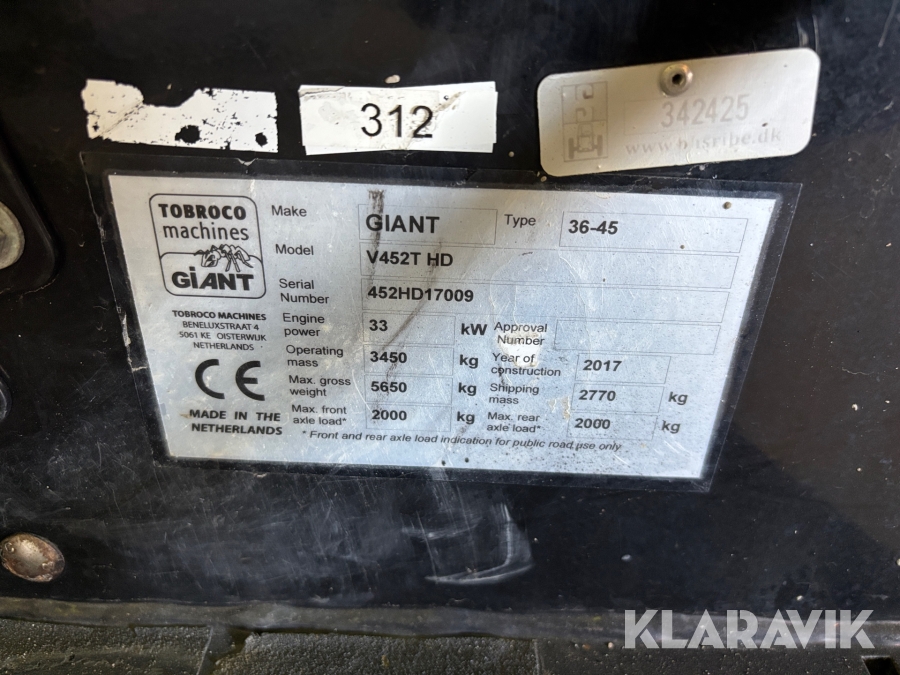 312
342425
TOBROCO
machines
GiANT
TOBROCO MACHINES
BENELUXSTRAAT 4
5061 KE OISTERWIJK
NETHERLANDS
CE
MADE IN THE
NETHERLANDS
Make GIANT Type 36-45
Model V452T HD
Serial Number 452HD17009
Engine power 33 kW Approval Number
Operating mass 3450 kg Year of construction 2017
Max. gross weight 5650 kg Shipping mass 2770 kg
Max. front axle load* 2000 kg Max. rear axle load* 2000 kg
* Front and rear axle load indication for public road use only
KLARAVIK